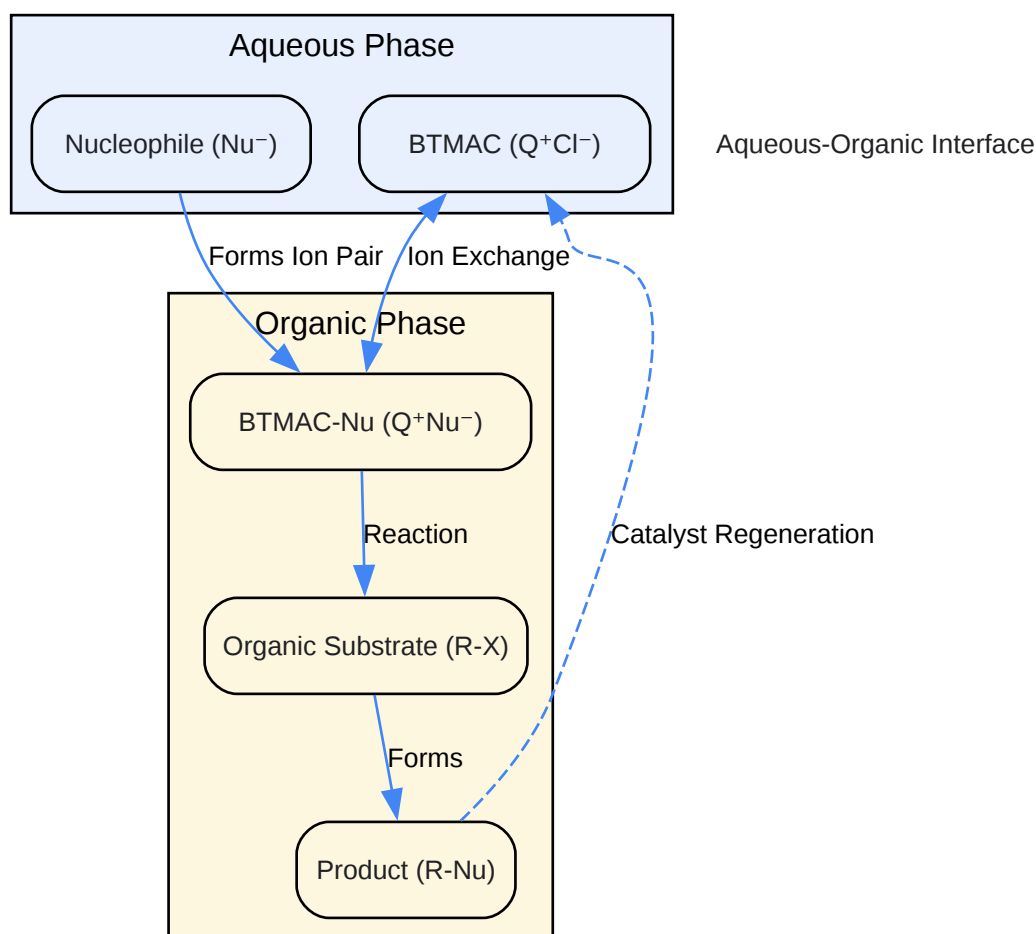 Aqueous Phase
Nucleophile (Nu⁻)
BTMAC (Q⁺Cl⁻)
Aqueous-Organic Interface
Forms Ion Pair
Ion Exchange
Organic Phase
BTMAC-Nu (Q⁺Nu⁻)
Reaction
Catalyst Regeneration
Organic Substrate (R-X)
Forms
Product (R-Nu)